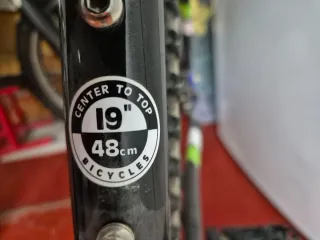 CENTER TO TOP
19"
48cm
BICYCLES